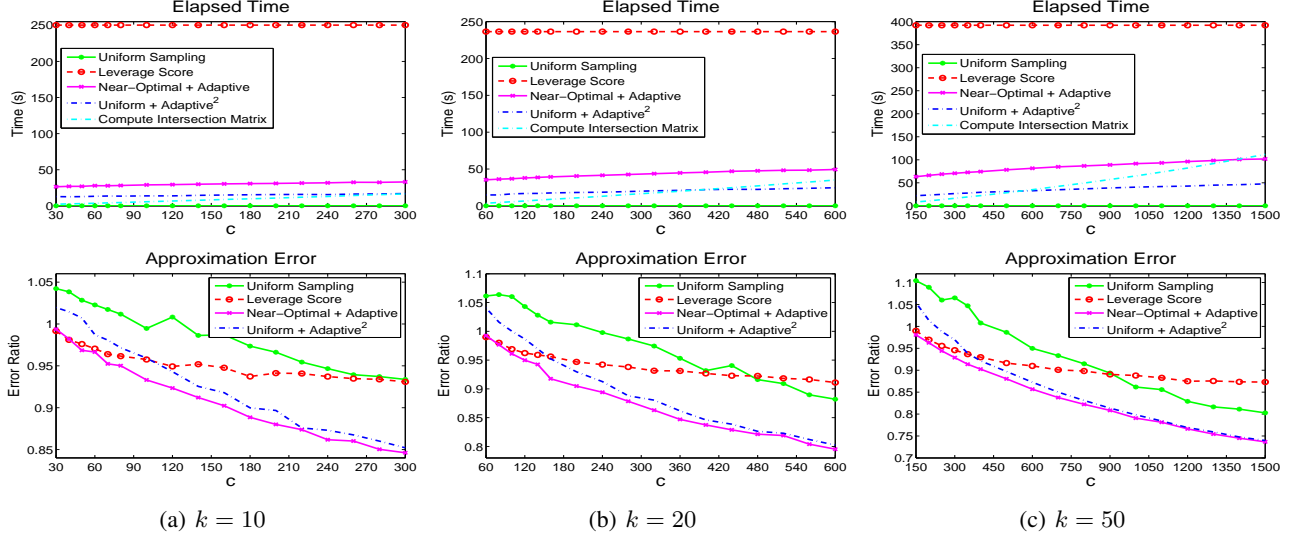 Elapsed Time
Time (s)
250
200
150
100
50
0
30 60 90 120 150 180 210 240 270 300
c
Uniform Sampling
Leverage Score
Near-Optimal + Adaptive
Uniform + Adaptive²
Compute Intersection Matrix
Elapsed Time
Time (s)
250
200
150
100
50
0
60 120 180 240 300 360 420 480 540 600
c
Uniform Sampling
Leverage Score
Near-Optimal + Adaptive
Uniform + Adaptive²
Compute Intersection Matrix
Elapsed Time
Time (s)
400
350
300
250
200
150
100
50
0
150 300 450 600 750 900 1050 1200 1350 1500
c
Uniform Sampling
Leverage Score
Near-Optimal + Adaptive
Uniform + Adaptive²
Compute Intersection Matrix
Approximation Error
Error Ratio
1.05
1
0.95
0.9
0.85
30 60 90 120 150 180 210 240 270 300
c
Uniform Sampling
Leverage Score
Near-Optimal + Adaptive
Uniform + Adaptive²
Approximation Error
Error Ratio
1.1
1.05
1
0.95
0.9
0.85
0.8
60 120 180 240 300 360 420 480 540 600
c
Uniform Sampling
Leverage Score
Near-Optimal + Adaptive
Uniform + Adaptive²
Approximation Error
Error Ratio
1.1
1.05
1
0.95
0.9
0.85
0.8
0.75
0.7
150 300 450 600 750 900 1050 1200 1350 1500
c
Uniform Sampling
Leverage Score
Near-Optimal + Adaptive
Uniform + Adaptive²
(a) k = 10
(b) k = 20
(c) k = 50